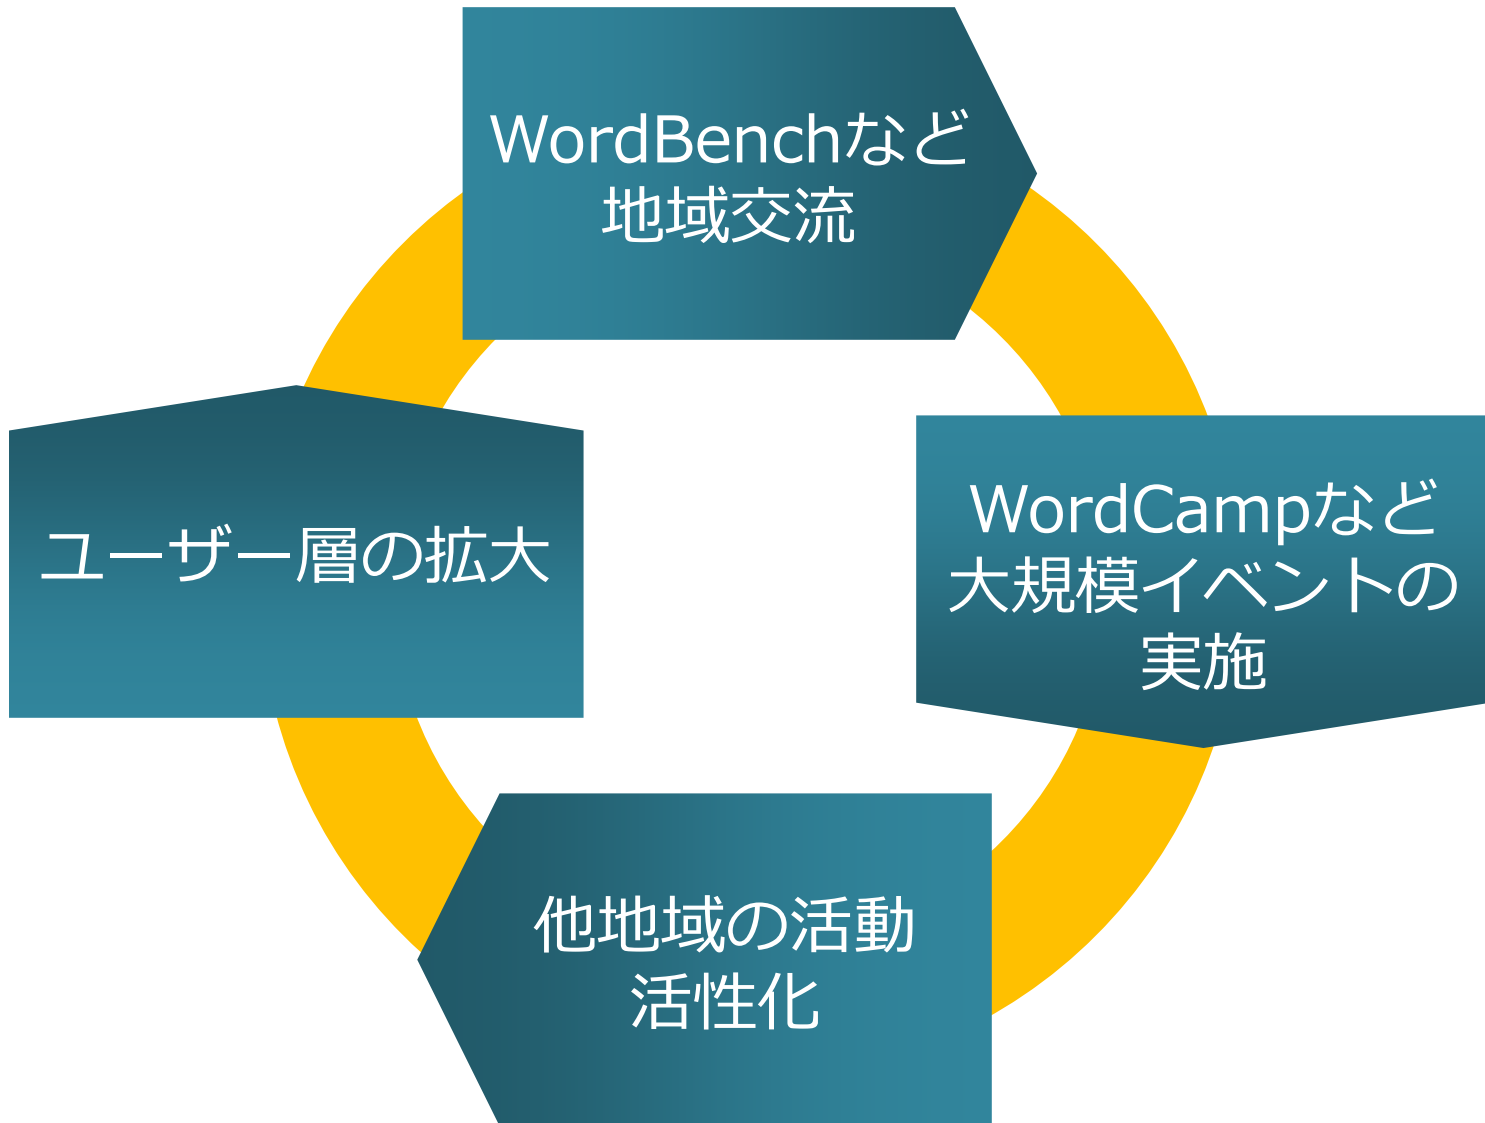 WordBenchなど
地域交流
WordCampなど
大規模イベントの
実施
他地域の活動
活性化
ユーザー層の拡大